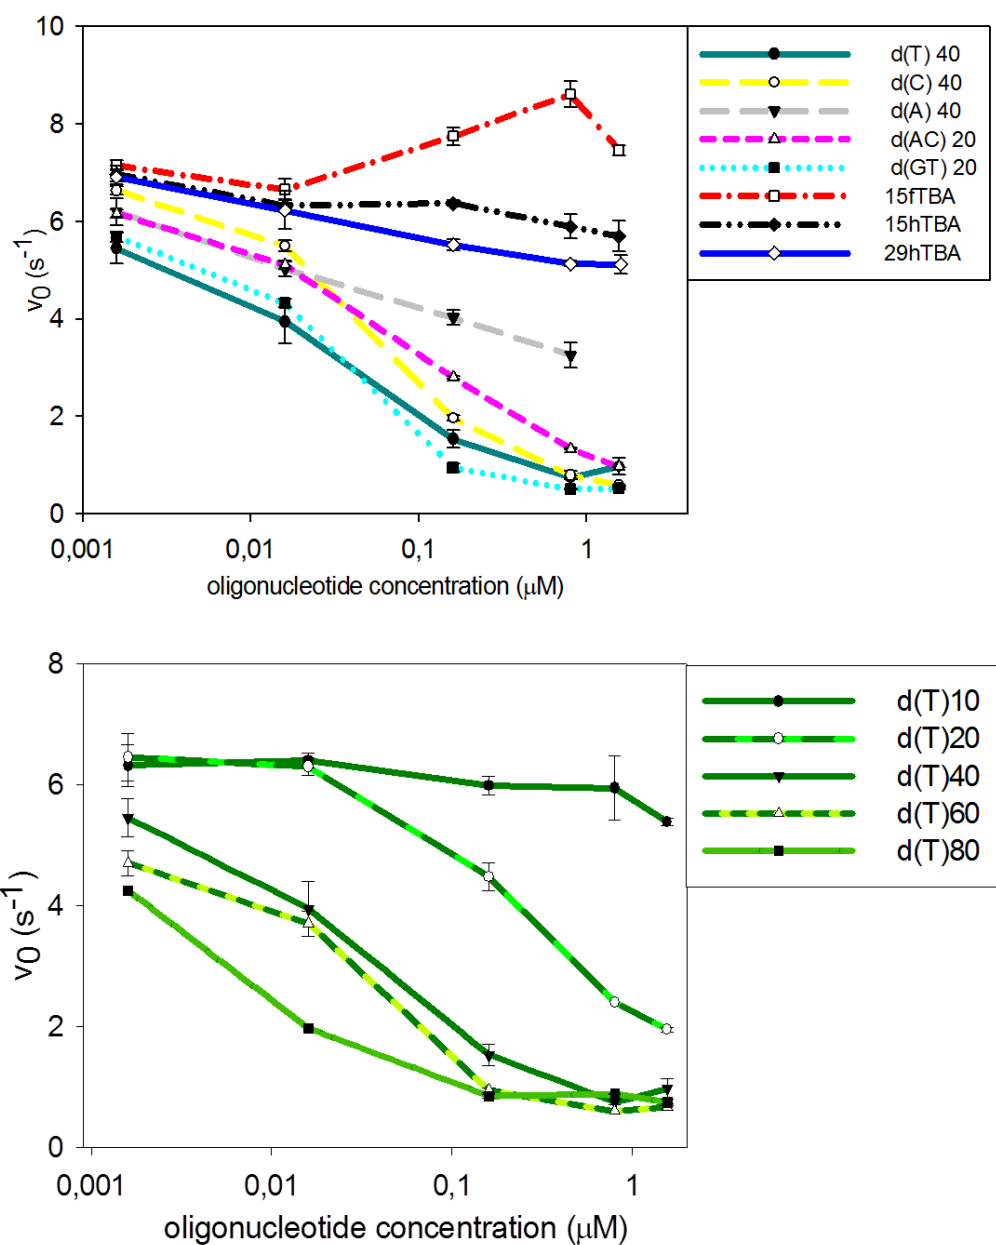 10
8
6
4
2
0
v0 (s-1)
0,001
0,01
0,1
1
oligonucleotide concentration (μM)
d(T) 40
d(C) 40
d(A) 40
d(AC) 20
d(GT) 20
15fTBA
15hTBA
29hTBA
8
6
4
2
0
v0 (s-1)
0,001
0,01
0,1
1
oligonucleotide concentration (μM)
d(T)10
d(T)20
d(T)40
d(T)60
d(T)80